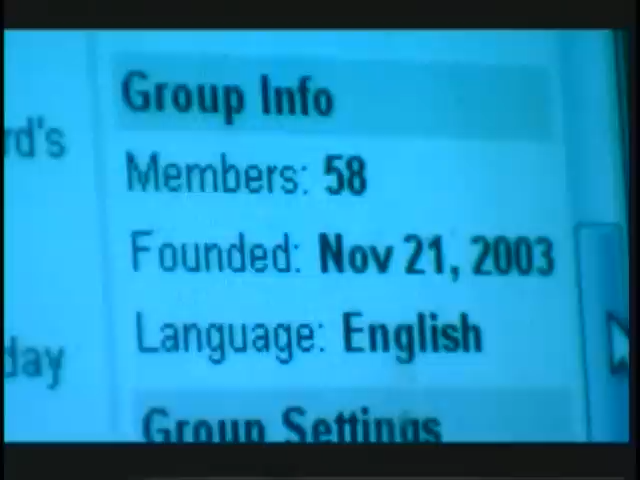 Group Info
rd's
Members: 58
Founded: Nov 21, 2003
Language: English
day
Group Settings